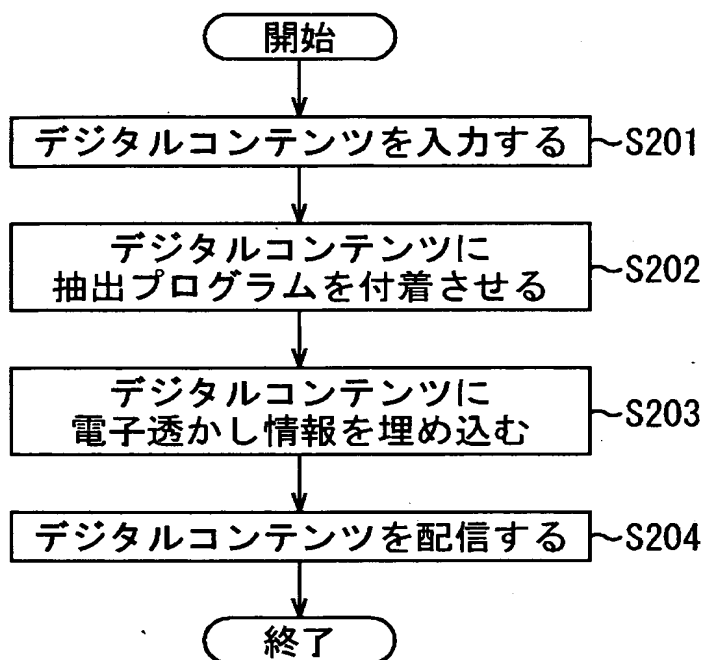 開始
デジタルコンテンツを入力する ~S201
デジタルコンテンツに
抽出プログラムを付着させる ~S202
デジタルコンテンツに
電子透かし情報を埋め込む ~S203
デジタルコンテンツを配信する ~S204
終了